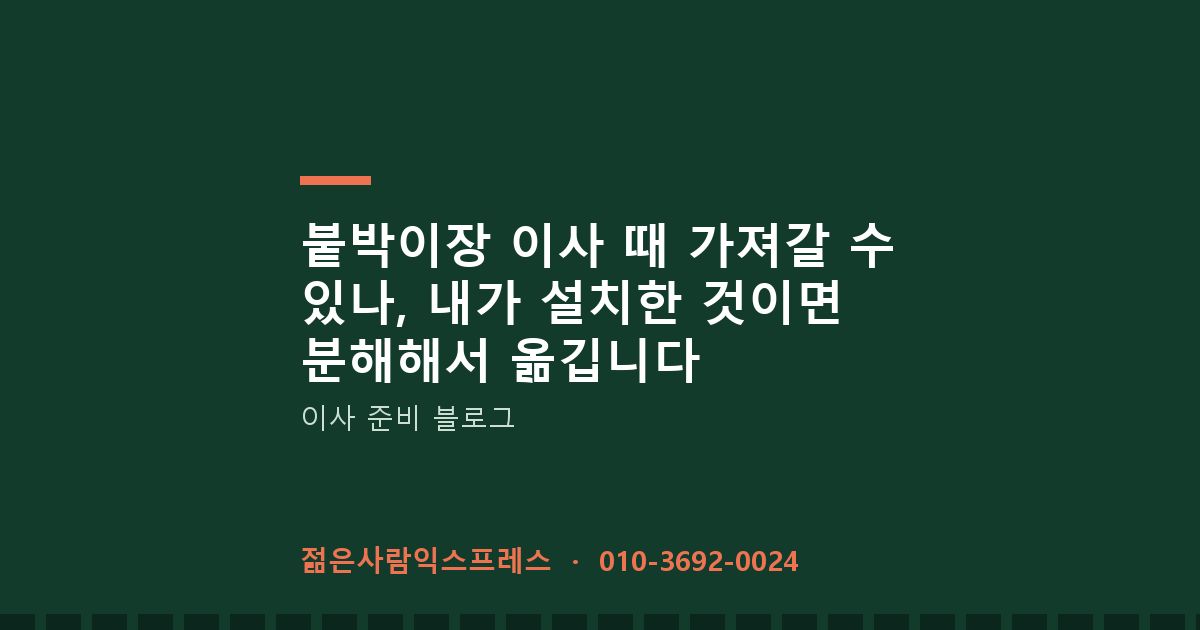 붙박이장 이사 때 가져갈 수
있나, 내가 설치한 것이면
분해해서 옮깁니다
이사 준비 블로그
젊은사람익스프레스 · 010-3692-0024